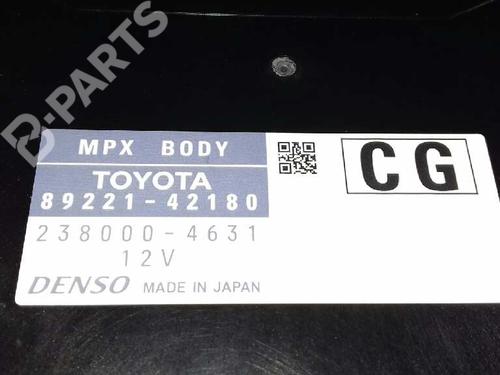 B-PARTS
MPX BODY
TOYOTA
89221-42180
238000-4631
12V
DENSO MADE IN JAPAN
CG